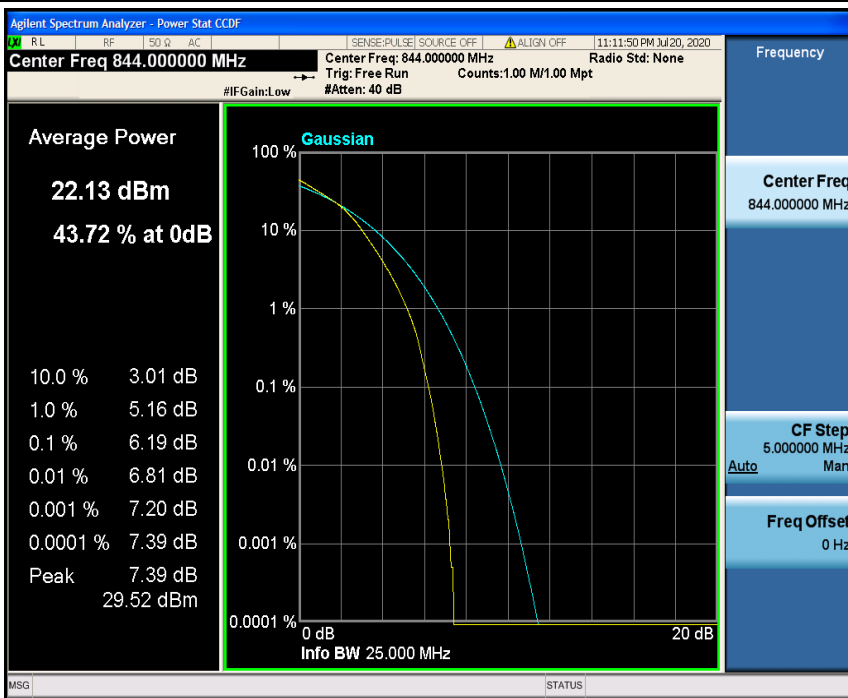 Agilent Spectrum Analyzer - Power Stat CCDF
LXI RL RF 50 Ω AC SENSE:PULSE SOURCE OFF ALIGN OFF 11:11:50 PM Jul 20, 2020
Center Freq 844.000000 MHz
Center Freq: 844.000000 MHz Radio Std: None
Trig: Free Run Counts:1.00 M/1.00 Mpt
#IFGain:Low #Atten: 40 dB
Frequency
Average Power
22.13 dBm
43.72 % at 0dB
10.0 % 3.01 dB
1.0 % 5.16 dB
0.1 % 6.19 dB
0.01 % 6.81 dB
0.001 % 7.20 dB
0.0001 % 7.39 dB
Peak 7.39 dB
29.52 dBm
Gaussian
100 %
10 %
1 %
0.1 %
0.01 %
0.001 %
0.0001 %
0 dB 20 dB
Info BW 25.000 MHz
Center Freq
844.000000 MHz
CF Step
5.000000 MHz
Auto Man
Freq Offset
0 Hz
MSG STATUS